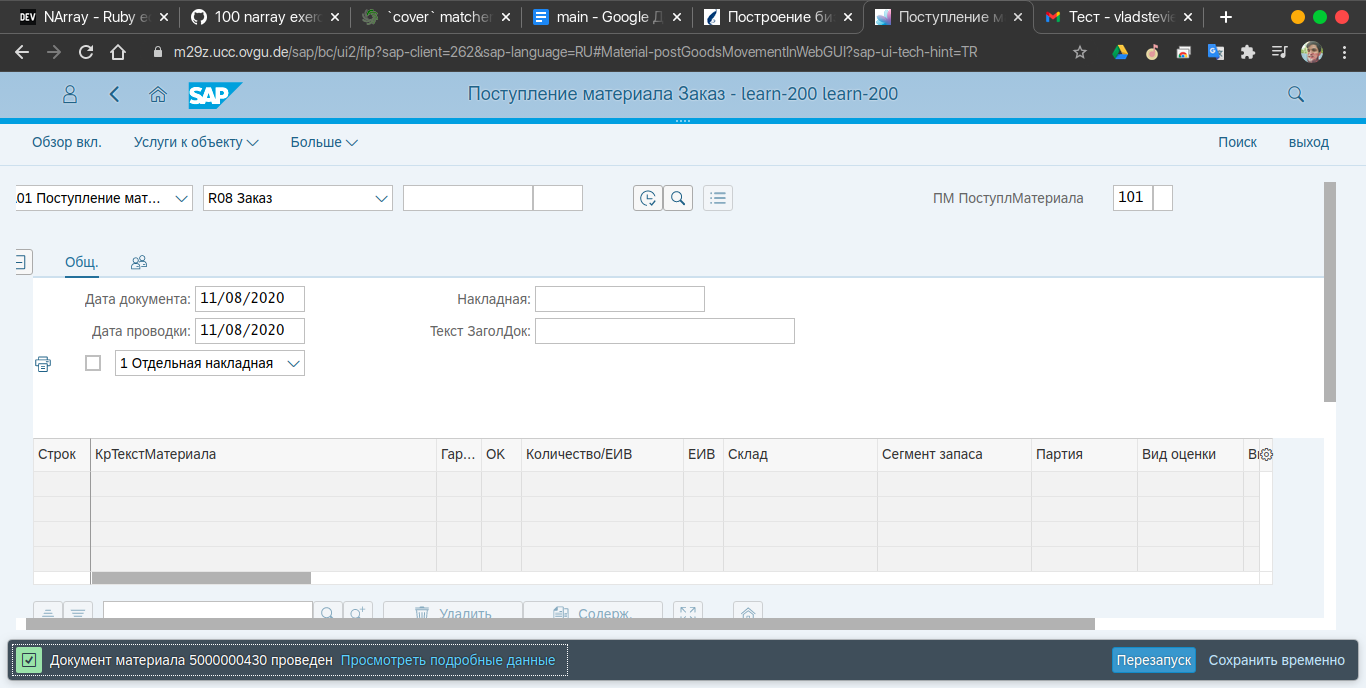 NArray - Ruby e
100 narray exerc
`cover` matcher
main - Google Д
Построение би
Поступление м
Тест - vladstevie
m29z.ucc.ovgu.de/sap/bc/ui2/flp?sap-client=262&sap-language=RU#Material-postGoodsMovementInWebGUI?sap-ui-tech-hint=TR
SAP
Поступление материала Заказ - learn-200 learn-200
Обзор вкл. Услуги к объекту Больше Поиск выход
01 Поступление мат... R08 Заказ ПМ ПоступлМатериала 101
Общ.
Дата документа: 11/08/2020 Накладная:
Дата проводки: 11/08/2020 Текст ЗаголДок:
1 Отдельная накладная
Строк КрТекстМатериала Гар... OK Количество/ЕИВ ЕИВ Склад Сегмент запаса Партия Вид оценки
Удалить Содерж.
Документ материала 5000000430 проведен Просмотреть подробные данные Перезапуск Сохранить временно